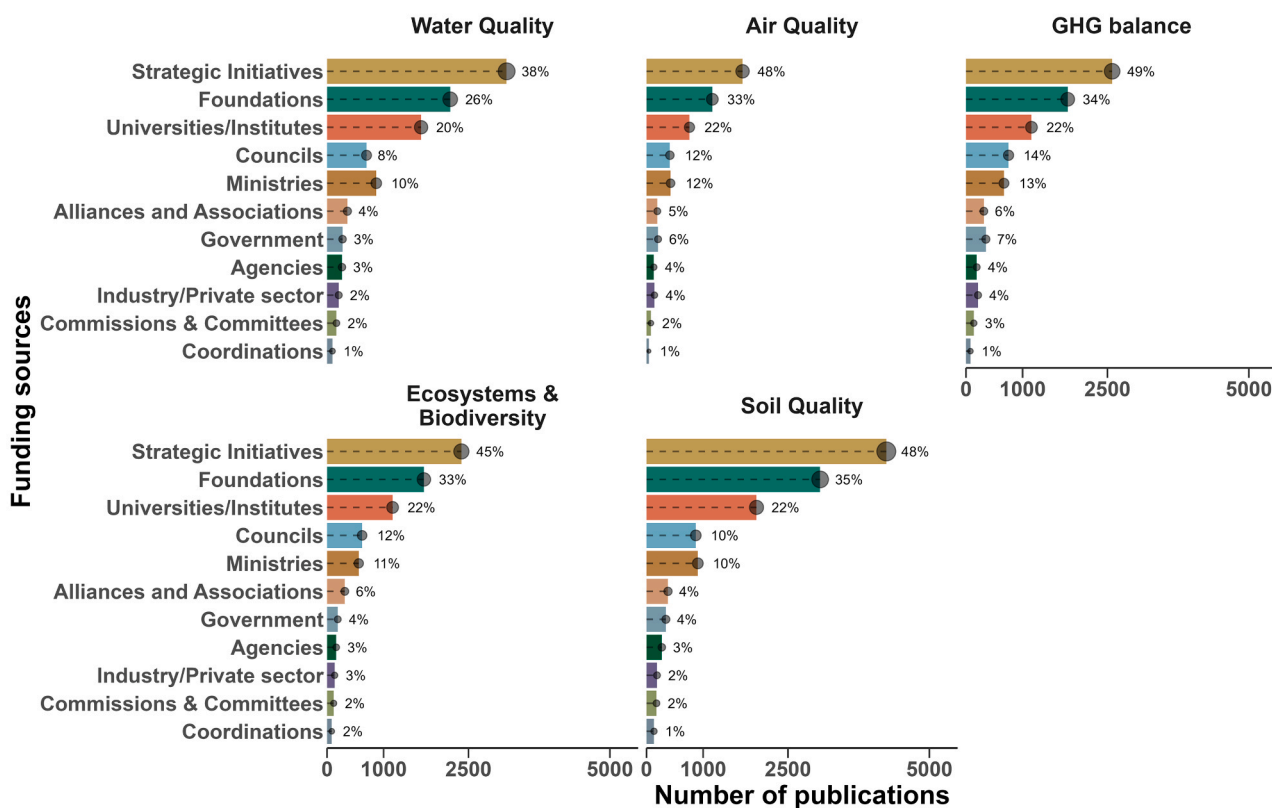 Water Quality
Air Quality
GHG balance
Strategic Initiatives 38% 48% 49%
Foundations 26% 33% 34%
Universities/Institutes 20% 22% 22%
Councils 8% 12% 14%
Ministries 10% 12% 13%
Alliances and Associations 4% 5% 6%
Government 3% 6% 7%
Agencies 3% 4% 4%
Industry/Private sector 2% 4% 4%
Commissions & Committees 2% 2% 3%
Coordinations 1% 1% 1%
0 1000 2500 5000
Funding sources
Ecosystems &
Biodiversity
Soil Quality
Strategic Initiatives 45% 48%
Foundations 33% 35%
Universities/Institutes 22% 22%
Councils 12% 10%
Ministries 11% 10%
Alliances and Associations 6% 4%
Government 4% 4%
Agencies 3% 3%
Industry/Private sector 3% 2%
Commissions & Committees 2% 2%
Coordinations 2% 1%
0 1000 2500 5000
0 1000 2500 5000
Number of publications